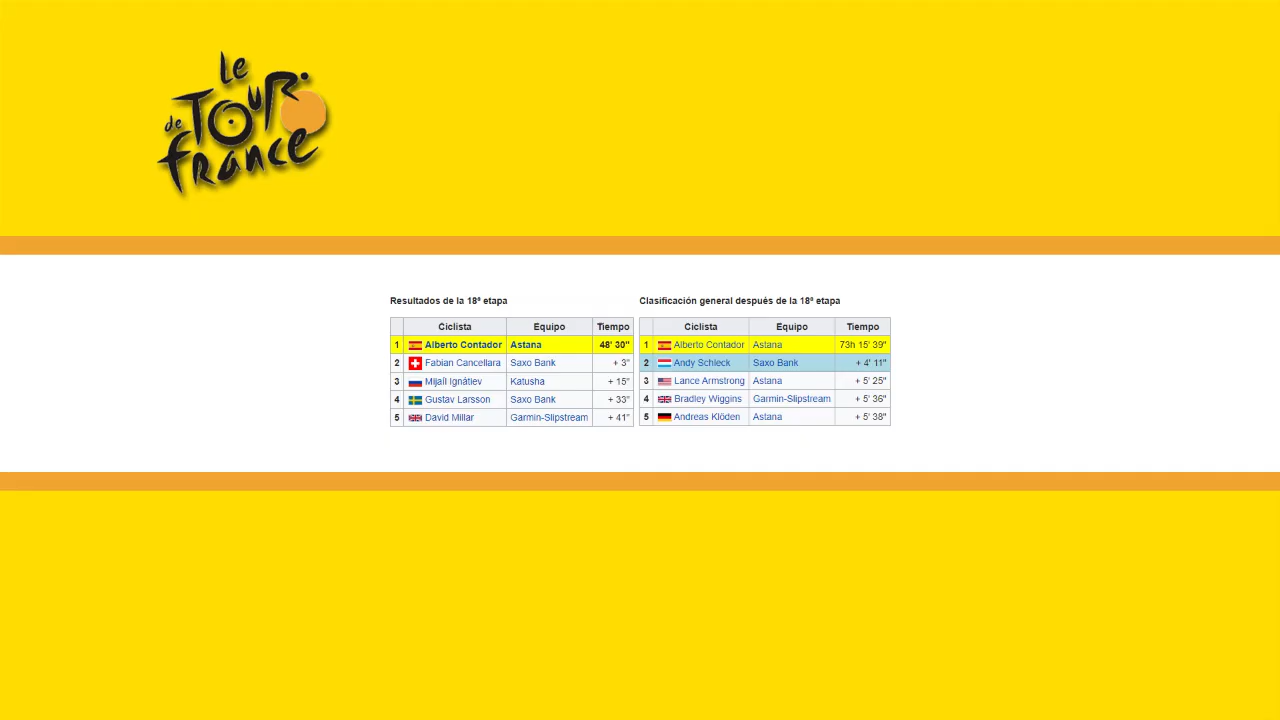 Le
TOUR
de
france
Resultados de la 18ª etapa
Ciclista Equipo Tiempo
1 Alberto Contador Astana 48' 30"
2 Fabian Cancellara Saxo Bank + 3"
3 Mijaíl Ignátiev Katusha + 15"
4 Gustav Larsson Saxo Bank + 33"
5 David Millar Garmin-Slipstream + 41"
Clasificación general después de la 18ª etapa
Ciclista Equipo Tiempo
1 Alberto Contador Astana 73h 15' 39"
2 Andy Schleck Saxo Bank + 4' 11"
3 Lance Armstrong Astana + 5' 25"
4 Bradley Wiggins Garmin-Slipstream + 5' 36"
5 Andreas Klöden Astana + 5' 38"